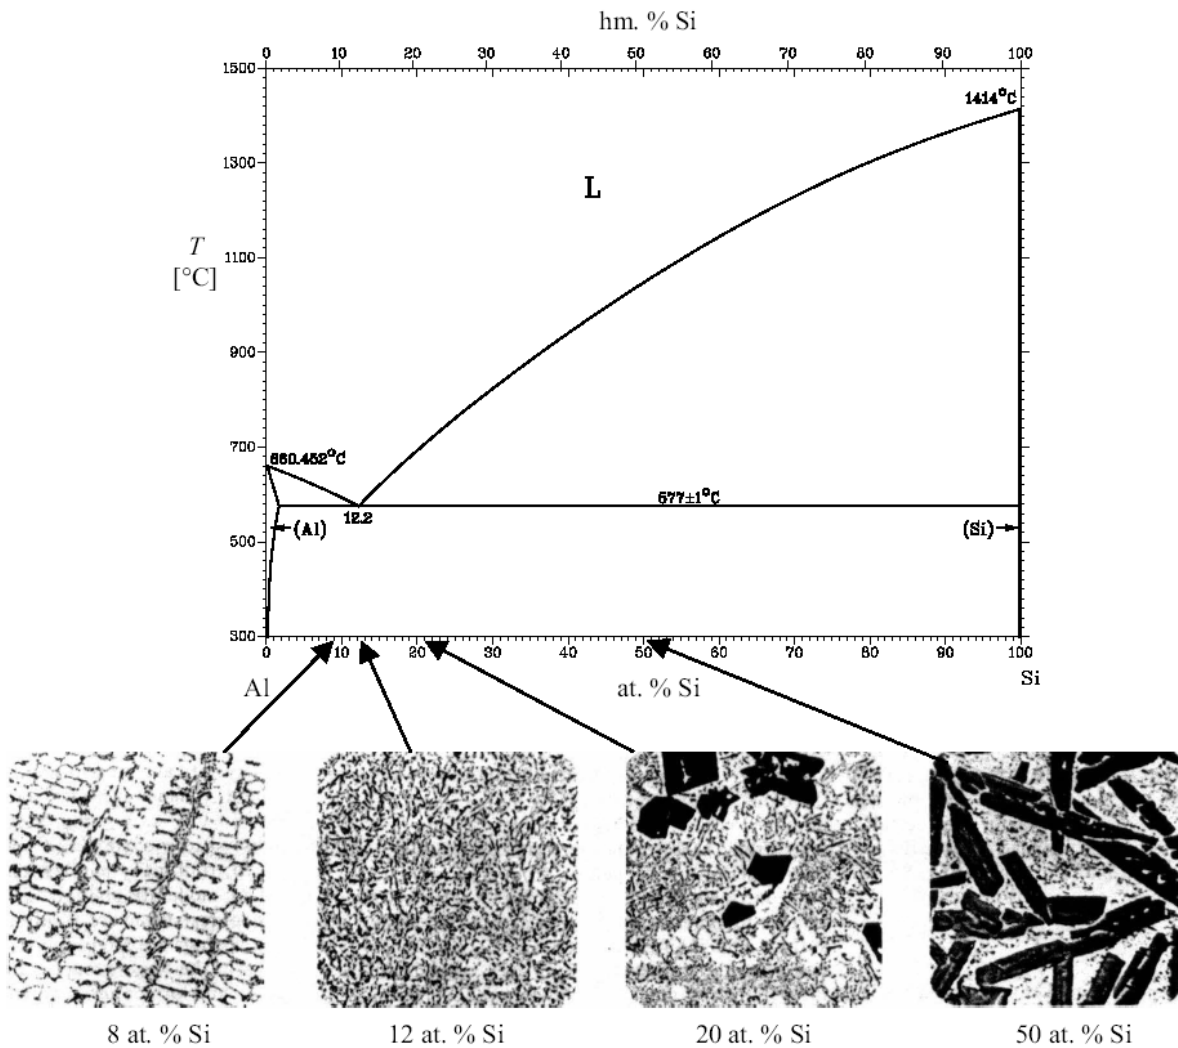 hm. % Si
0 10 20 30 40 50 60 70 80 90 100
1500
1414°C
1300
L
T
[°C]
1100
900
700
660.452°C
577±1°C
12.2
(Al)
(Si)
500
300
0 10 20 30 40 50 60 70 80 90 100
Al
at. % Si
Si
8 at. % Si
12 at. % Si
20 at. % Si
50 at. % Si